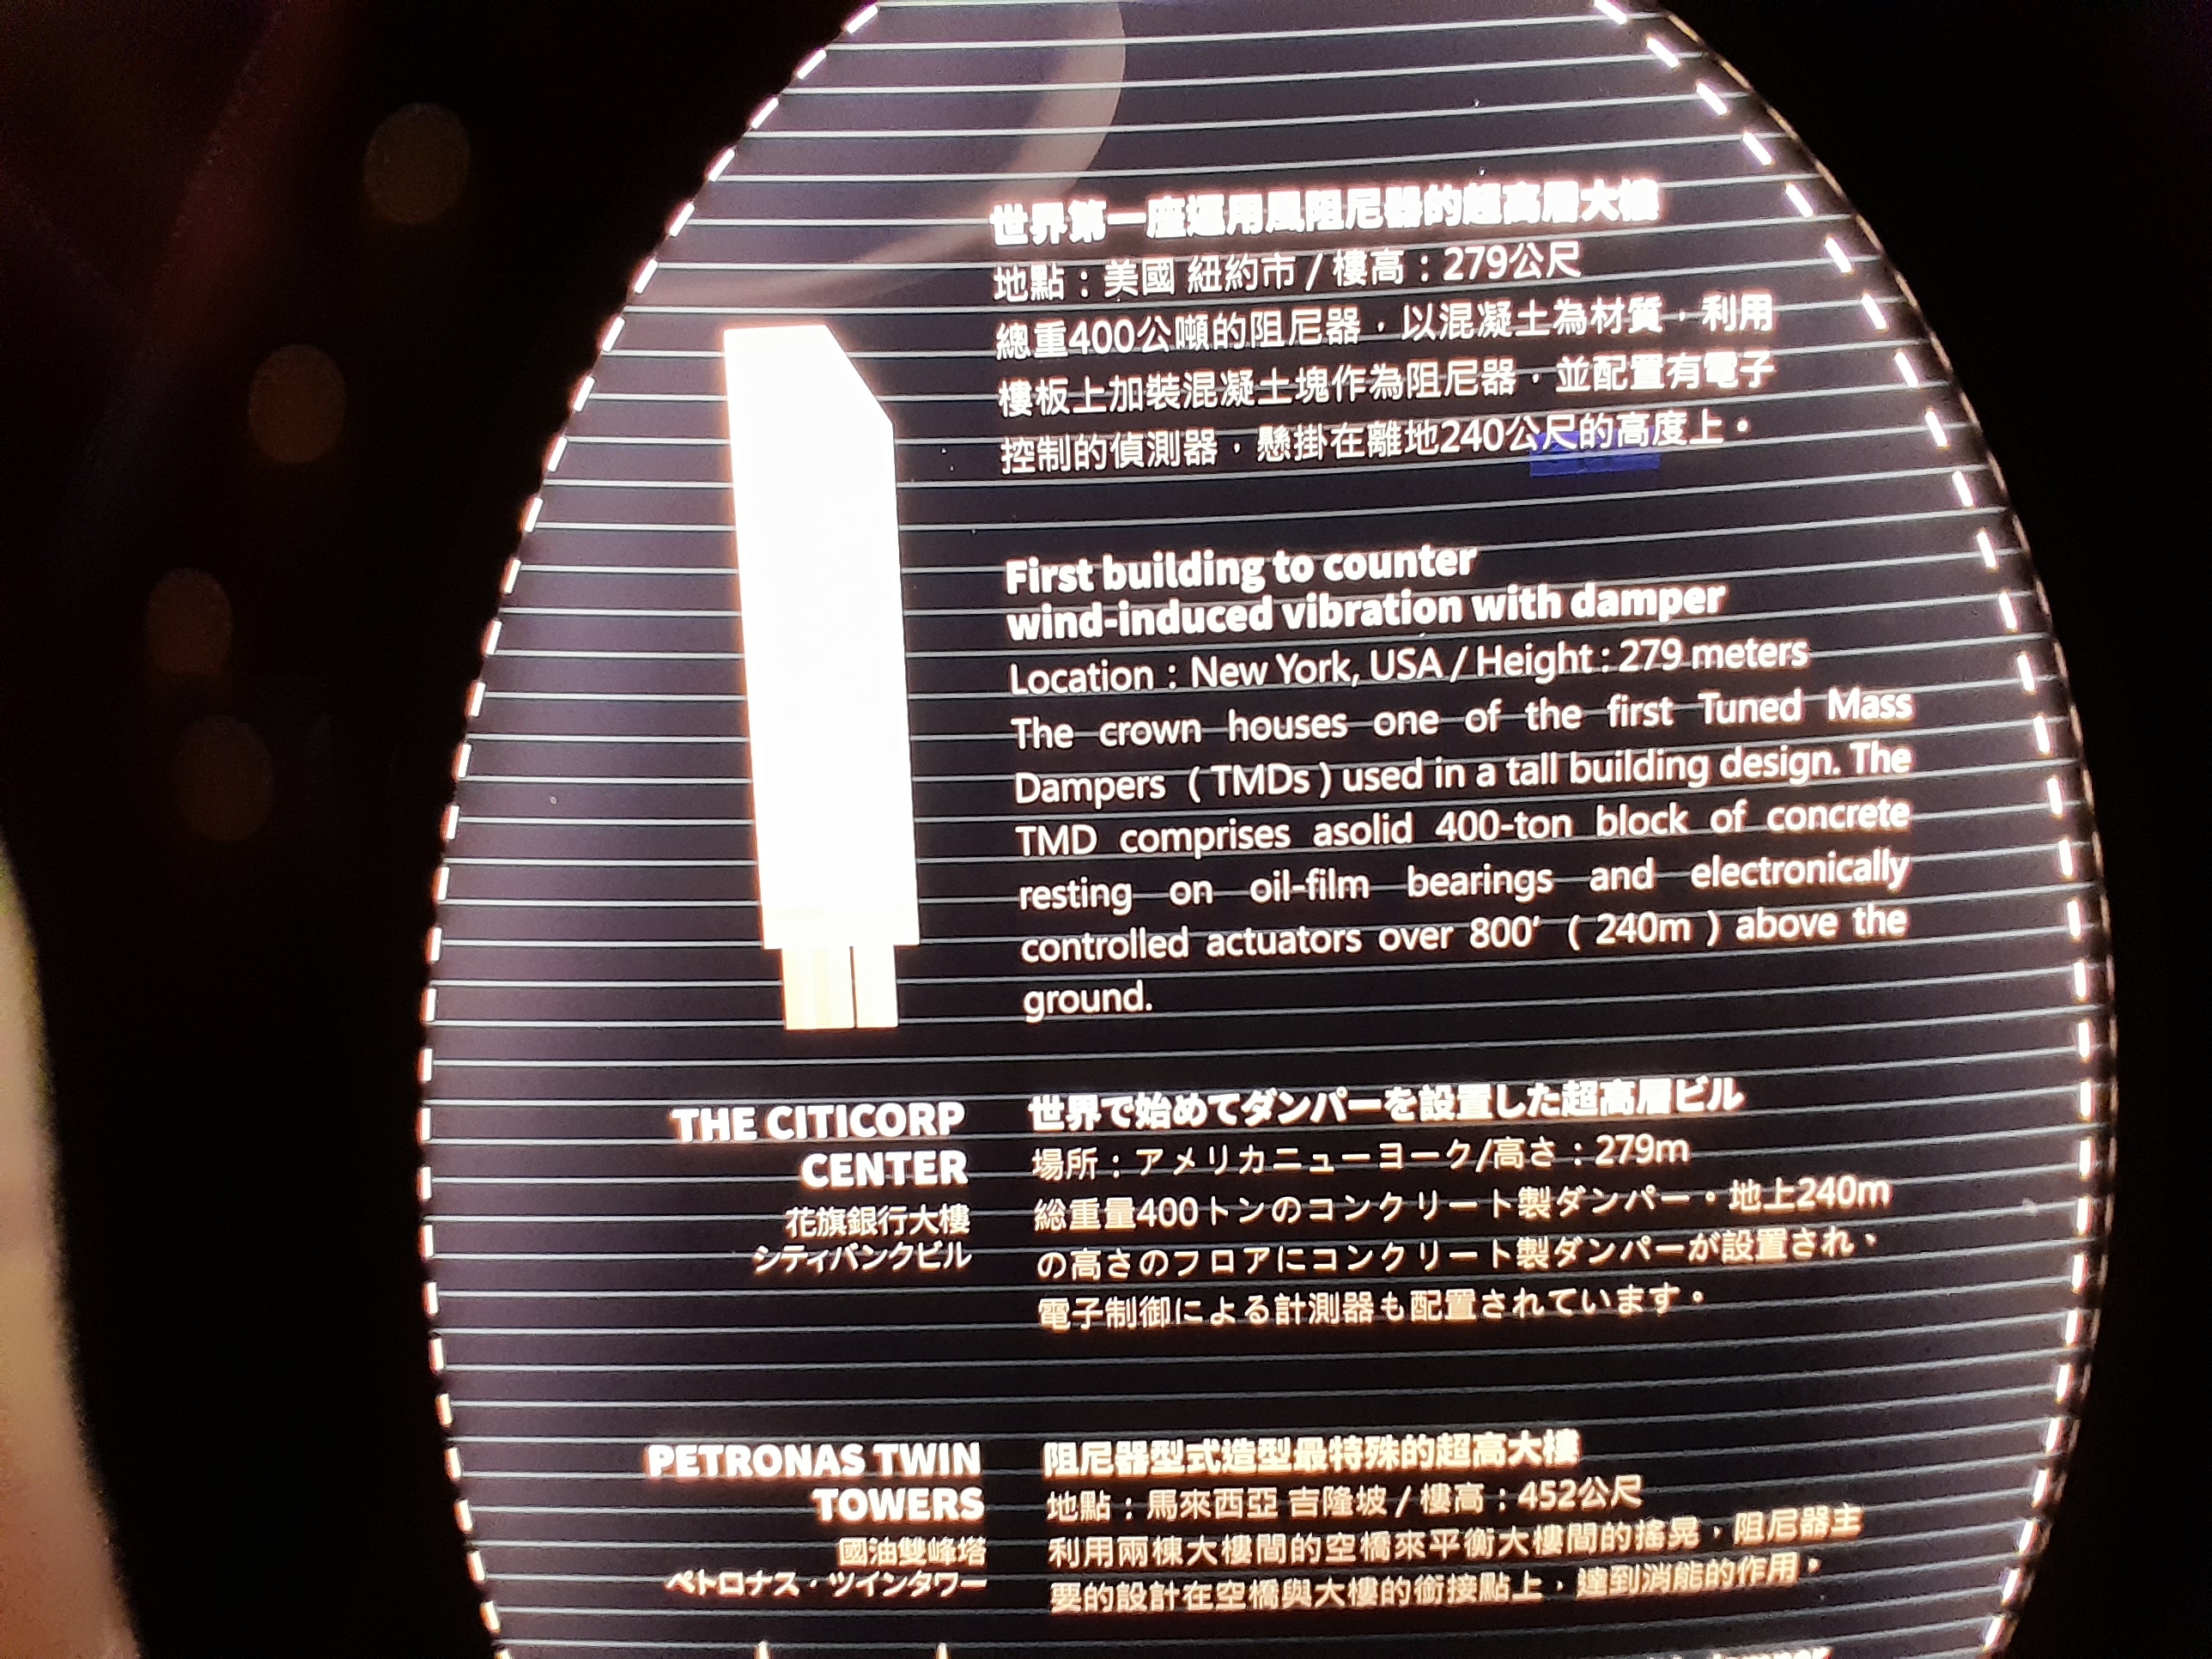 世界第一座運用風阻尼器的超高層大樓
地點：美國 紐約市 / 樓高：279公尺
總重400公噸的阻尼器，以混凝土為材質，利用
樓板上加裝混凝土塊作為阻尼器，並配置有電子
控制的偵測器，懸掛在離地240公尺的高度上。
First building to counter
wind-induced vibration with damper
Location : New York, USA / Height : 279 meters
The crown houses one of the first Tuned Mass
Dampers ( TMDs ) used in a tall building design. The
TMD comprises asolid 400-ton block of concrete
resting on oil-film bearings and electronically
controlled actuators over 800' ( 240m ) above the
ground.
THE CITICORP
CENTER
花旗銀行大樓
シティバンクビル
世界で始めてダンパーを設置した超高層ビル
場所：アメリカニューヨーク/高さ：279m
総重量400トンのコンクリート製ダンパー。地上240m
の高さのフロアにコンクリート製ダンパーが設置され、
電子制御による計測器も配置されています。
PETRONAS TWIN
TOWERS
國油雙峰塔
ペトロナス・ツインタワー
阻尼器型式造型最特殊的超高大樓
地點：馬來西亞 吉隆坡 / 樓高：452公尺
利用兩棟大樓間的空橋來平衡大樓間的搖晃，阻尼器主
要的設計在空橋與大樓的銜接點上，達到消能的作用，